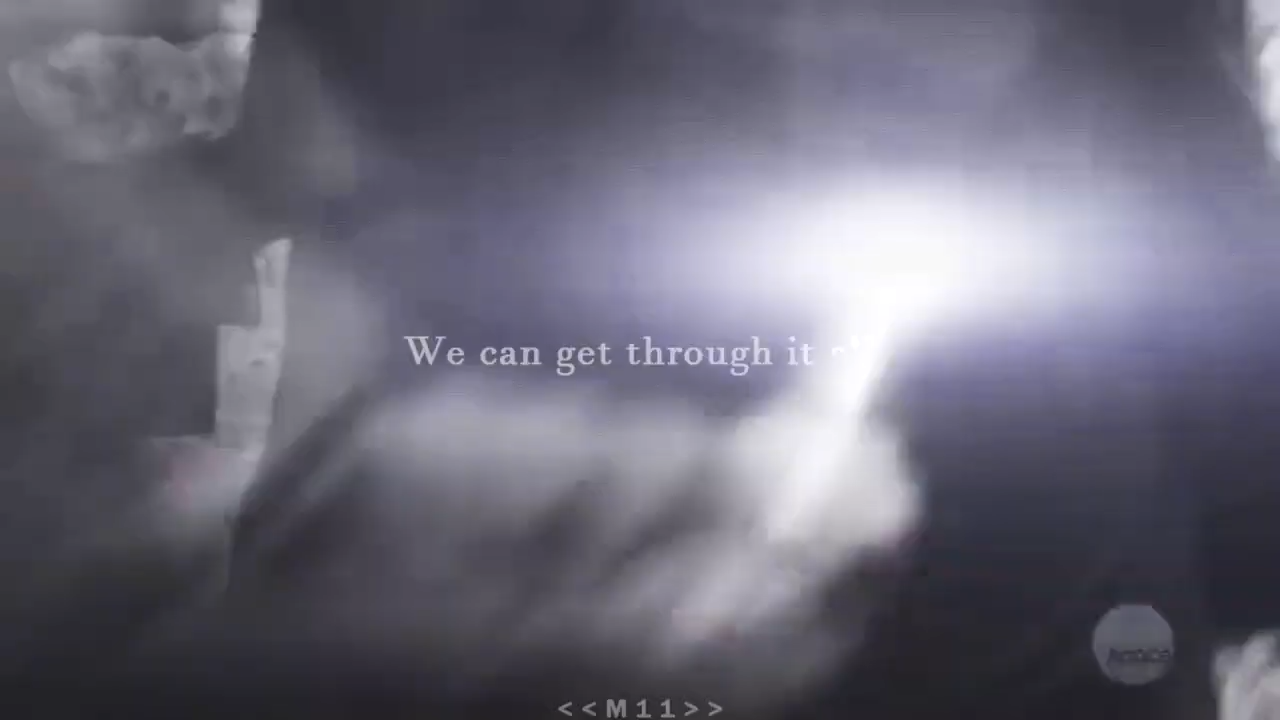 We can get through it
<<M11>>